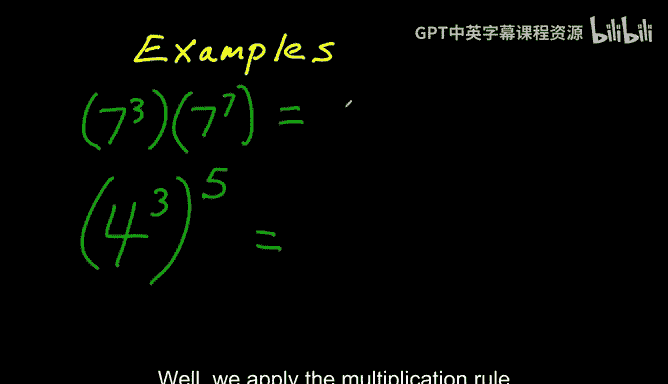 GPT中英字幕课程资源 bilibili
Examples
(7³)(7⁷) =
(4³)⁵ =
Well, we apply the multiplication rule